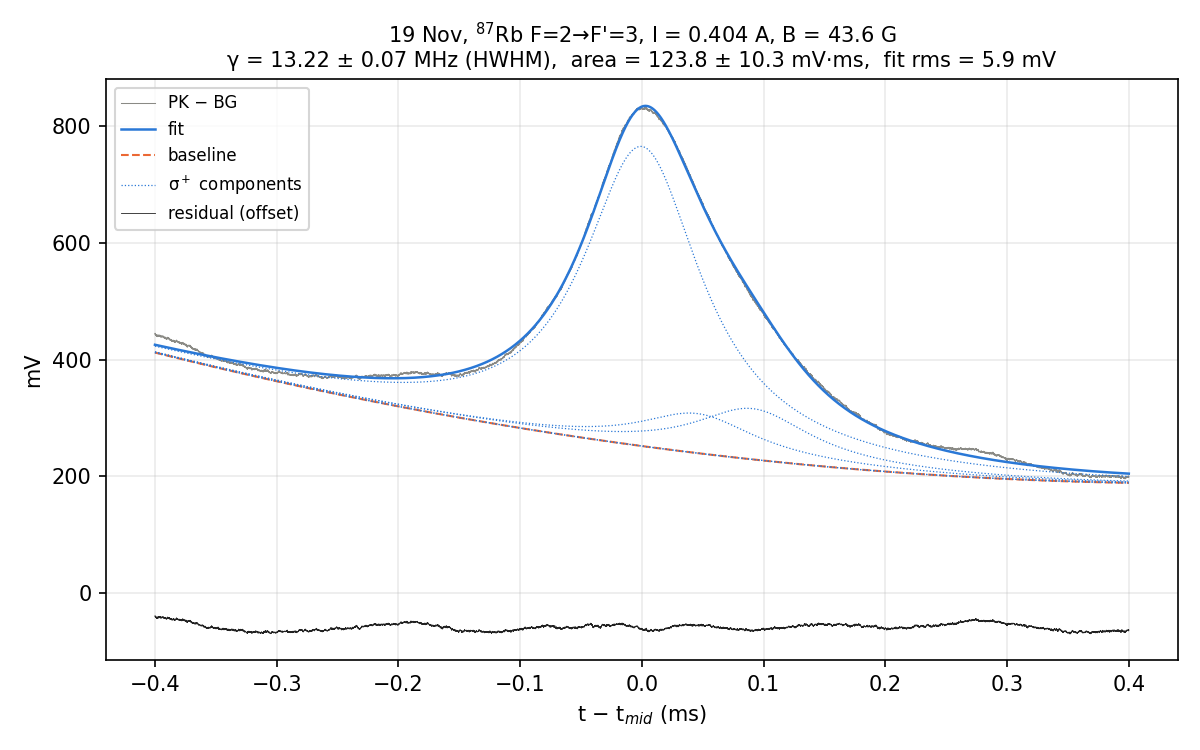 19 Nov, ⁸⁷Rb F=2→F'=3, I = 0.404 A, B = 43.6 G
γ = 13.22 ± 0.07 MHz (HWHM), area = 123.8 ± 10.3 mV·ms, fit rms = 5.9 mV
PK − BG
fit
baseline
σ⁺ components
residual (offset)
800
600
400
200
0
mV
−0.4 −0.3 −0.2 −0.1 0.0 0.1 0.2 0.3 0.4
t − t_mid (ms)